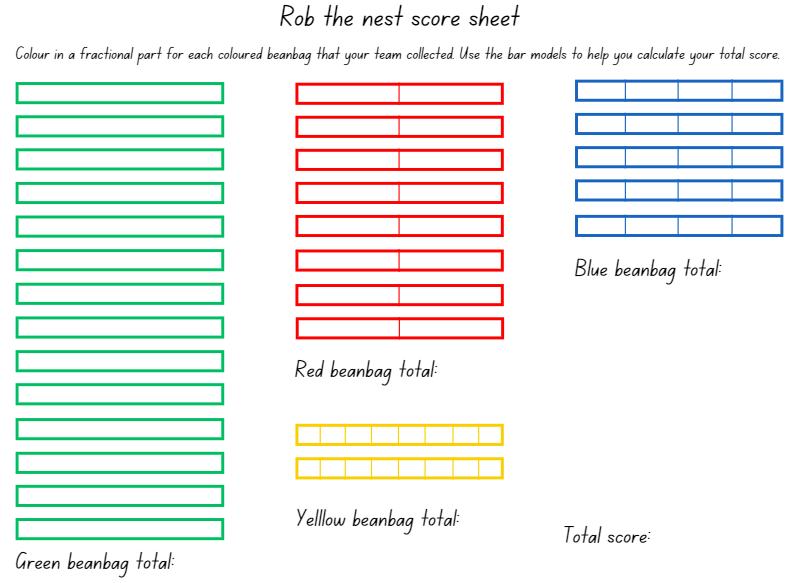 Rob the nest score sheet
Colour in a fractional part for each coloured beanbag that your team collected. Use the bar models to help you calculate your total score.
Blue beanbag total:
Red beanbag total:
Yelllow beanbag total:
Total score:
Green beanbag total: